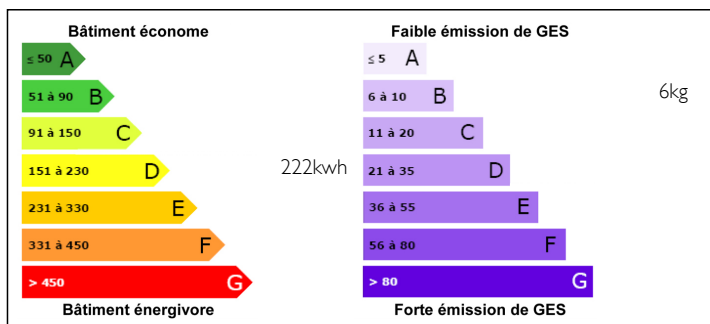 Bâtiment économe
≤ 50 A
51 à 90 B
91 à 150 C
151 à 230 D
222kwh
231 à 330 E
331 à 450 F
> 450 G
Bâtiment énergivore
Faible émission de GES
≤ 5 A
6 à 10 B
6kg
11 à 20 C
21 à 35 D
36 à 55 E
56 à 80 F
> 80 G
Forte émission de GES